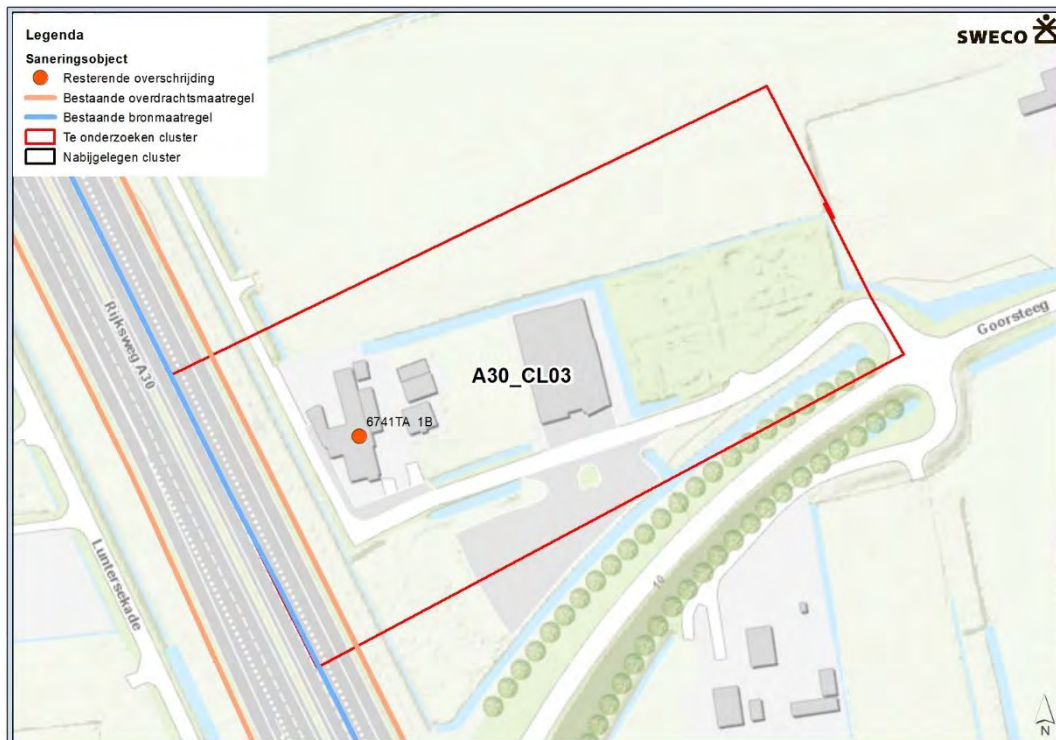 Legenda
Saneringsobject
Resterende overschrijding
Bestaande overdrachtsmaatregel
Bestaande bronmaatregel
Te onderzoeken cluster
Nabijgelegen cluster
SWECO
Rijksweg A30
A30_CL03
6741TA 1B
Goorsteeg
Luntersekade
10
N